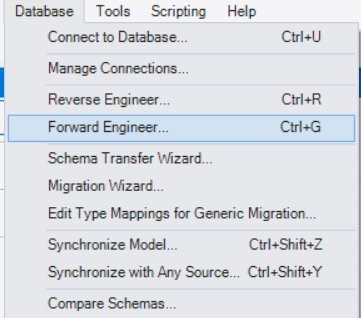 Database Tools Scripting Help
Connect to Database... Ctrl+U
Manage Connections...
Reverse Engineer... Ctrl+R
Forward Engineer... Ctrl+G
Schema Transfer Wizard...
Migration Wizard...
Edit Type Mappings for Generic Migration...
Synchronize Model... Ctrl+Shift+Z
Synchronize with Any Source... Ctrl+Shift+Y
Compare Schemas...